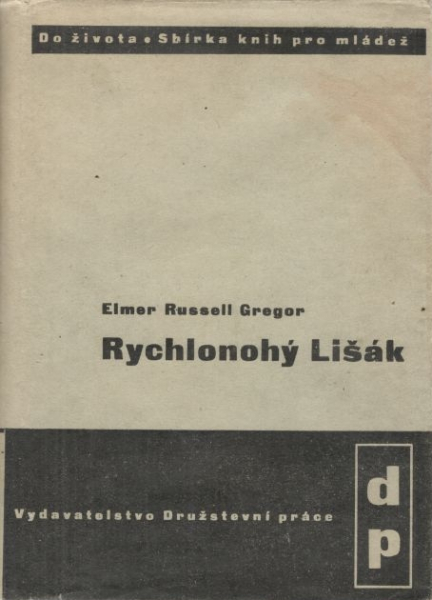 Do života • Sbírka knih pro mládež
Elmer Russell Gregor
Rychlonohý Lišák
Vydavatelstvo Družstevní práce
d
p